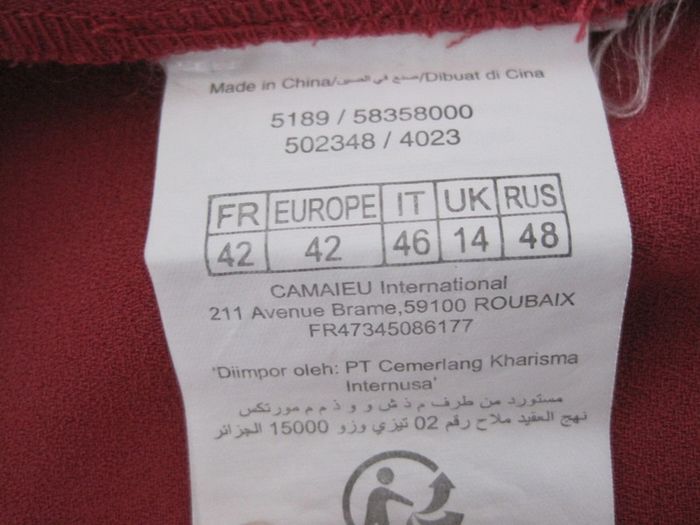 Made in China/صنع في الصين/Dibuat di Cina
5189 / 58358000
502348 / 4023
FR EUROPE IT UK RUS
42 42 46 14 48
CAMAIEU International
211 Avenue Brame,59100 ROUBAIX
FR47345086177
'Diimpor oleh: PT Cemerlang Kharisma
Internusa'
مستورد من طرف م ذ ش و و ذ م م مورتكس
نهج العقيد ملاح رقم 02 تيزي وزو 15000 الجزائر